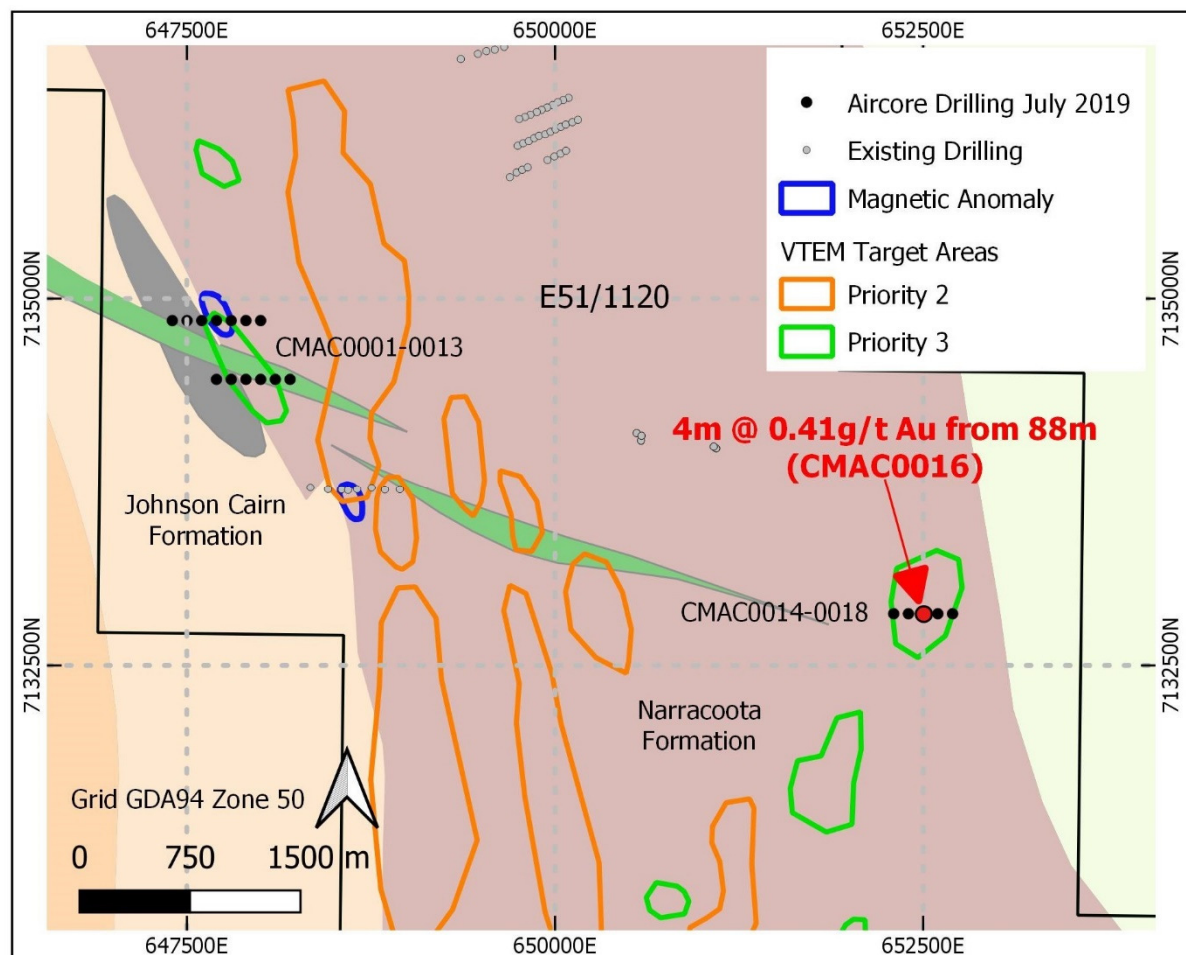 647500E
650000E
652500E
Aircore Drilling July 2019
Existing Drilling
Magnetic Anomaly
VTEM Target Areas
Priority 2
Priority 3
7135000N
E51/1120
7135000N
CMAC0001-0013
4m @ 0.41g/t Au from 88m
(CMAC0016)
Johnson Cairn
Formation
CMAC0014-0018
7132500N
7132500N
Narracoota
Formation
Grid GDA94 Zone 50
0 750 1500 m
647500E
650000E
652500E